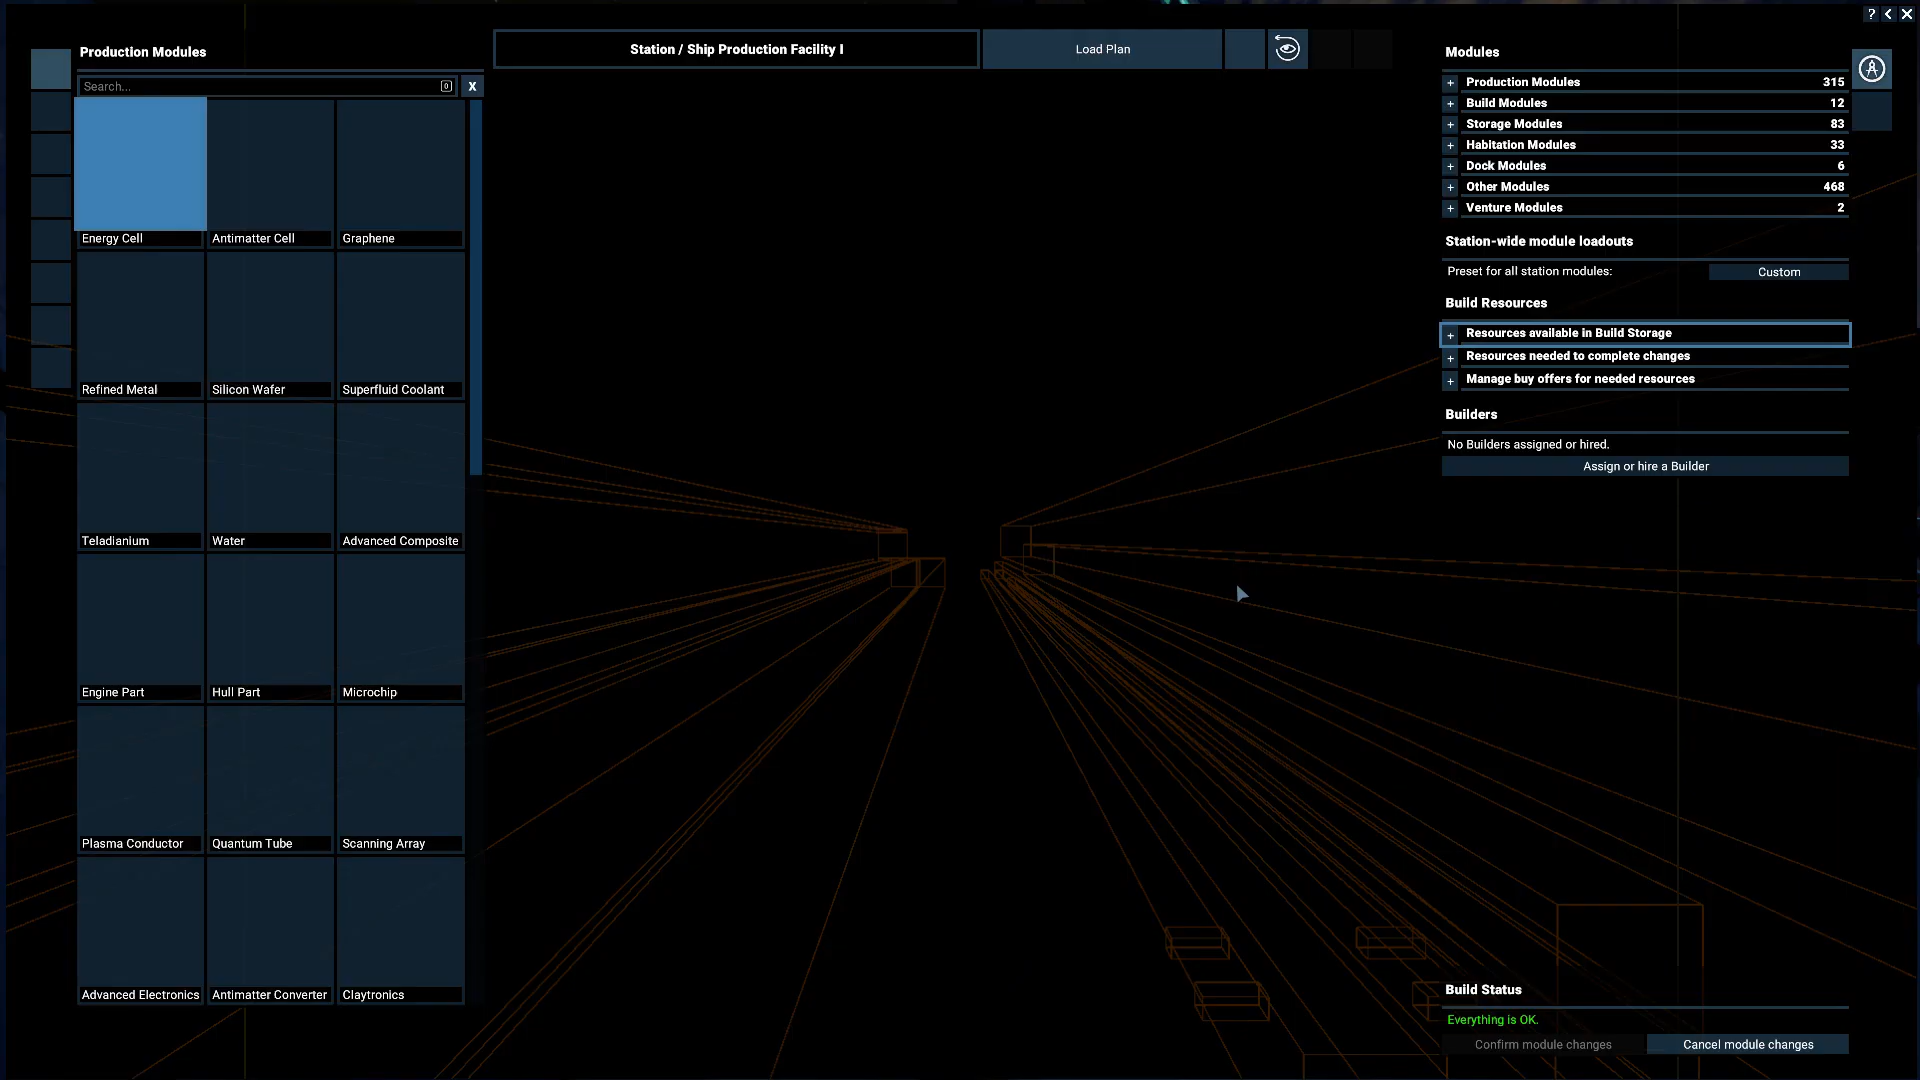 ? < X
Production Modules
Search...
0
X
Energy Cell
Antimatter Cell
Graphene
Refined Metal
Silicon Wafer
Superfluid Coolant
Teladianium
Water
Advanced Composite
Engine Part
Hull Part
Microchip
Plasma Conductor
Quantum Tube
Scanning Array
Advanced Electronics
Antimatter Converter
Claytronics
Station / Ship Production Facility I
Load Plan
Modules
+ Production Modules 315
+ Build Modules 12
+ Storage Modules 83
+ Habitation Modules 33
+ Dock Modules 6
+ Other Modules 468
+ Venture Modules 2
Station-wide module loadouts
Preset for all station modules: Custom
Build Resources
+ Resources available in Build Storage
+ Resources needed to complete changes
+ Manage buy offers for needed resources
Builders
No Builders assigned or hired.
Assign or hire a Builder
Build Status
Everything is OK.
Confirm module changes
Cancel module changes